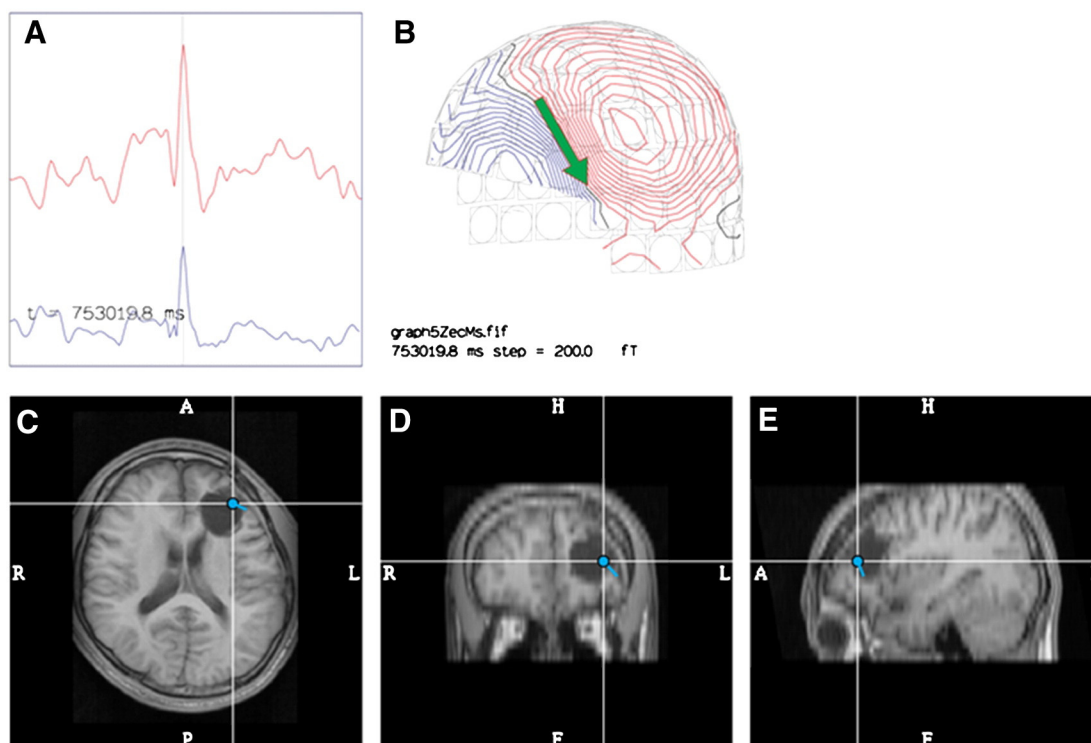 A
t = 753019.8 ms
B
graph5ZecMs.fif
753019.8 ms step = 200.0 fT
C
A
R
L
P
D
H
R
L
F
E
H
A
F